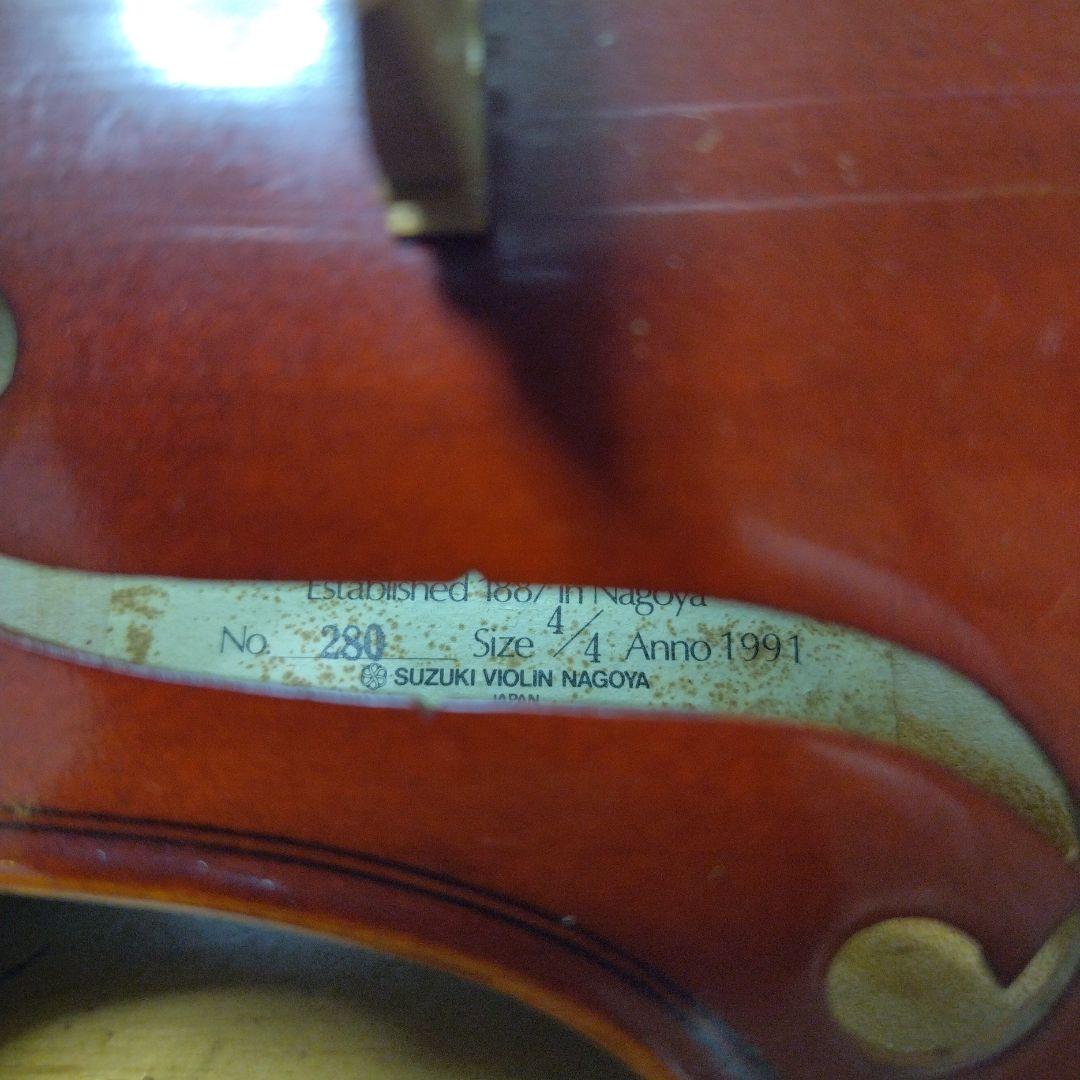 Established 1887 in Nagoya
No. 280 Size 4/4 Anno 1991
SUZUKI VIOLIN NAGOYA
JAPAN